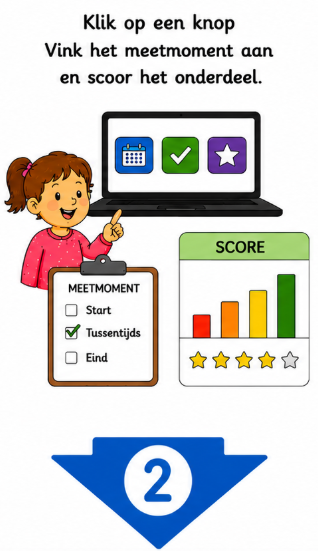 Klik op een knop
Vink het meetmoment aan
en scoor het onderdeel.
MEETMOMENT
Start
Tussentijds
Eind
SCORE
2